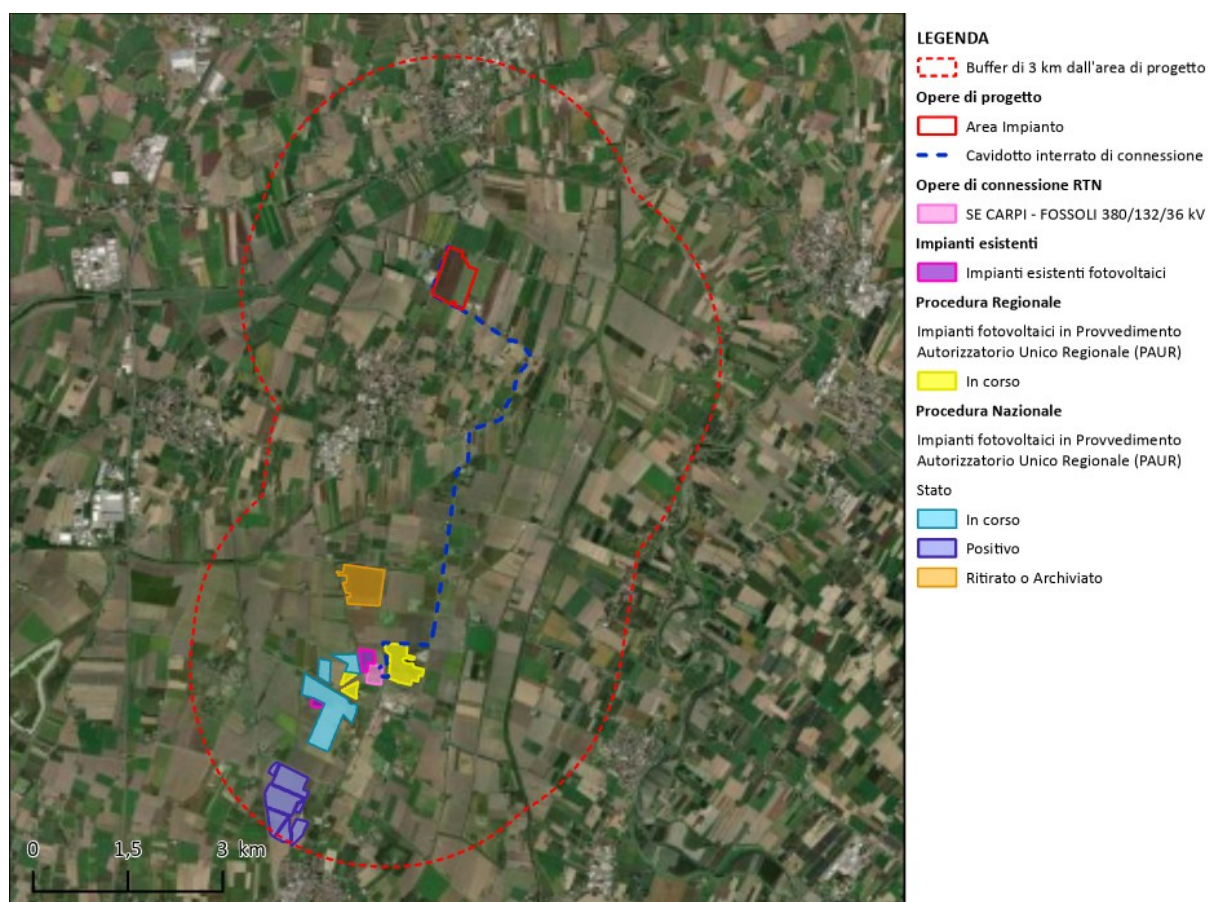 LEGENDA
Buffer di 3 km dall'area di progetto
Opere di progetto
Area Impianto
Cavidotto interrato di connessione
Opere di connessione RTN
SE CARPI - FOSSOLI 380/132/36 kV
Impianti esistenti
Impianti esistenti fotovoltaici
Procedura Regionale
Impianti fotovoltaici in Provvedimento
Autorizzatorio Unico Regionale (PAUR)
In corso
Procedura Nazionale
Impianti fotovoltaici in Provvedimento
Autorizzatorio Unico Regionale (PAUR)
Stato
In corso
Positivo
Ritirato o Archiviato
0 1,5 3 km